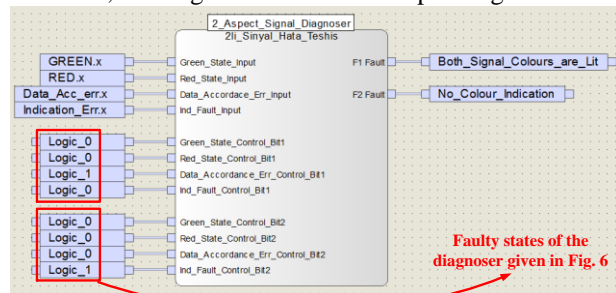 2_Aspect_Signal_Diagnoser
2li_Sinyal_Hata_Teshis
GREEN.x Green_State_Input F1 Fault Both_Signal_Colours_are_Lit
RED.x Red_State_Input
Data_Acc_err.x Data_Accordace_Err_Input F2 Fault No_Colour_Indication
Indication_Err.x Ind_Fault_Input
Logic_0 Green_State_Control_Bit1
Logic_0 Red_State_Control_Bit1
Logic_1 Data_Accordance_Err_Control_Bit1
Logic_0 Ind_Fault_Control_Bit1
Logic_0 Green_State_Control_Bit2
Logic_0 Red_State_Control_Bit2
Logic_0 Data_Accordance_Err_Control_Bit2
Logic_1 Ind_Fault_Control_Bit2
Faulty states of the
diagnoser given in Fig. 6